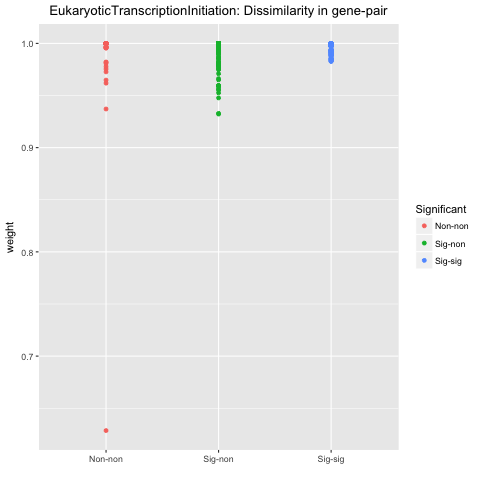 EukaryoticTranscriptionInitiation: Dissimilarity in gene-pair
1.0
0.9
0.8
0.7
weight
Non-non
Sig-non
Sig-sig
Significant
Non-non
Sig-non
Sig-sig